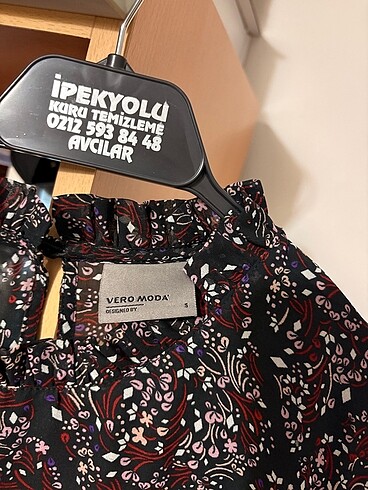 İPEKYOLU
KURU TEMİZLEME
0212 593 84 48
AVCILAR
VERO MODA
DESIGNED BY
S